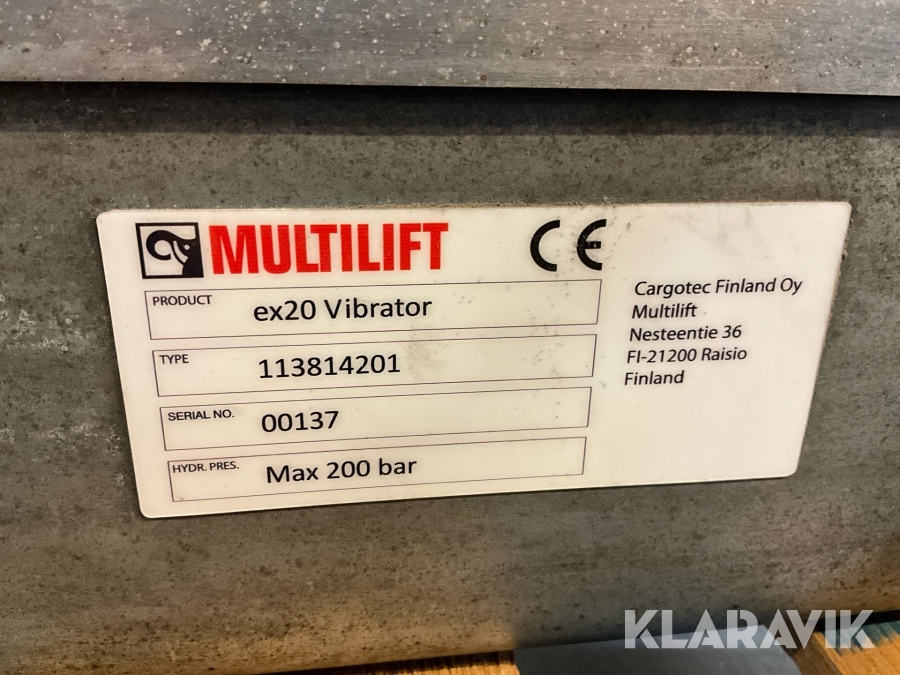 MULTILIFT CE
PRODUCT ex20 Vibrator
TYPE 113814201
SERIAL NO. 00137
HYDR. PRES. Max 200 bar
Cargotec Finland Oy
Multilift
Nesteentie 36
FI-21200 Raisio
Finland
KLARAVIK